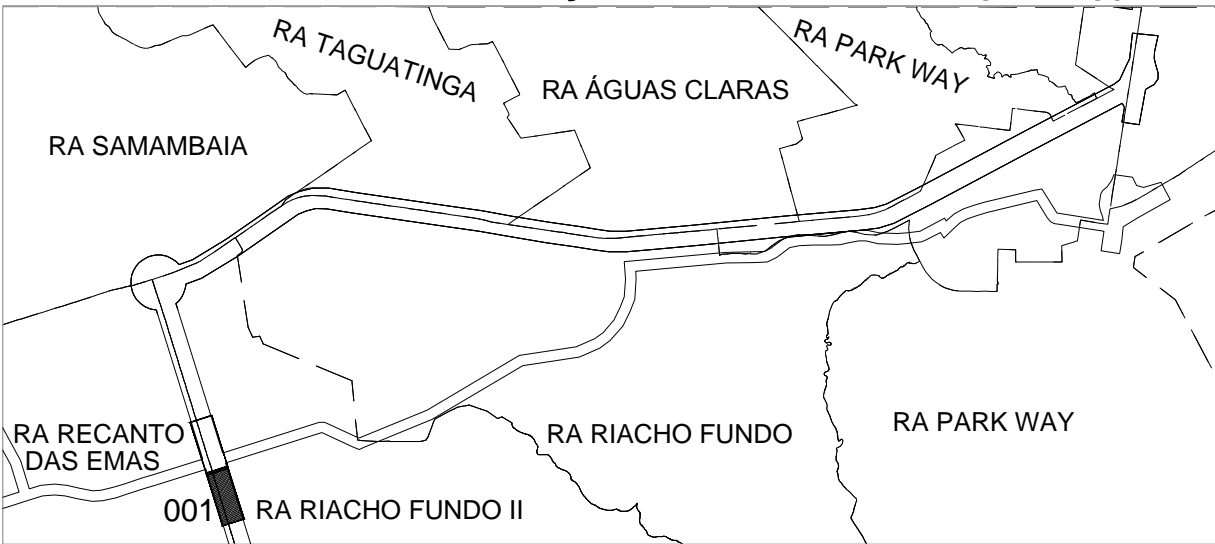 RA TAGUATINGA
RA PARK WAY
RA ÁGUAS CLARAS
RA SAMAMBAIA
RA RECANTO
DAS EMAS
RA RIACHO FUNDO
RA PARK WAY
001
RA RIACHO FUNDO II